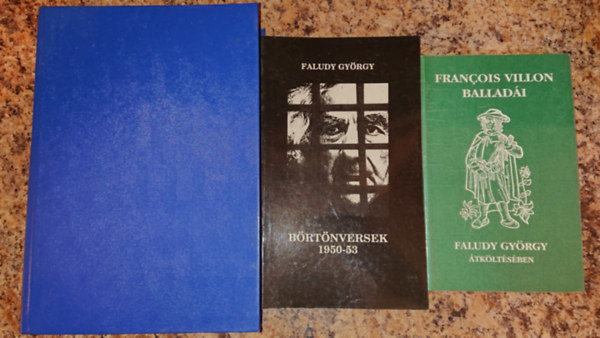 FALUDY GYÖRGY
BÖRTÖNVERSEK
1950-53
FRANÇOIS VILLON
BALLADÁI
FALUDY GYÖRGY
ÁTKÖLTÉSÉBEN